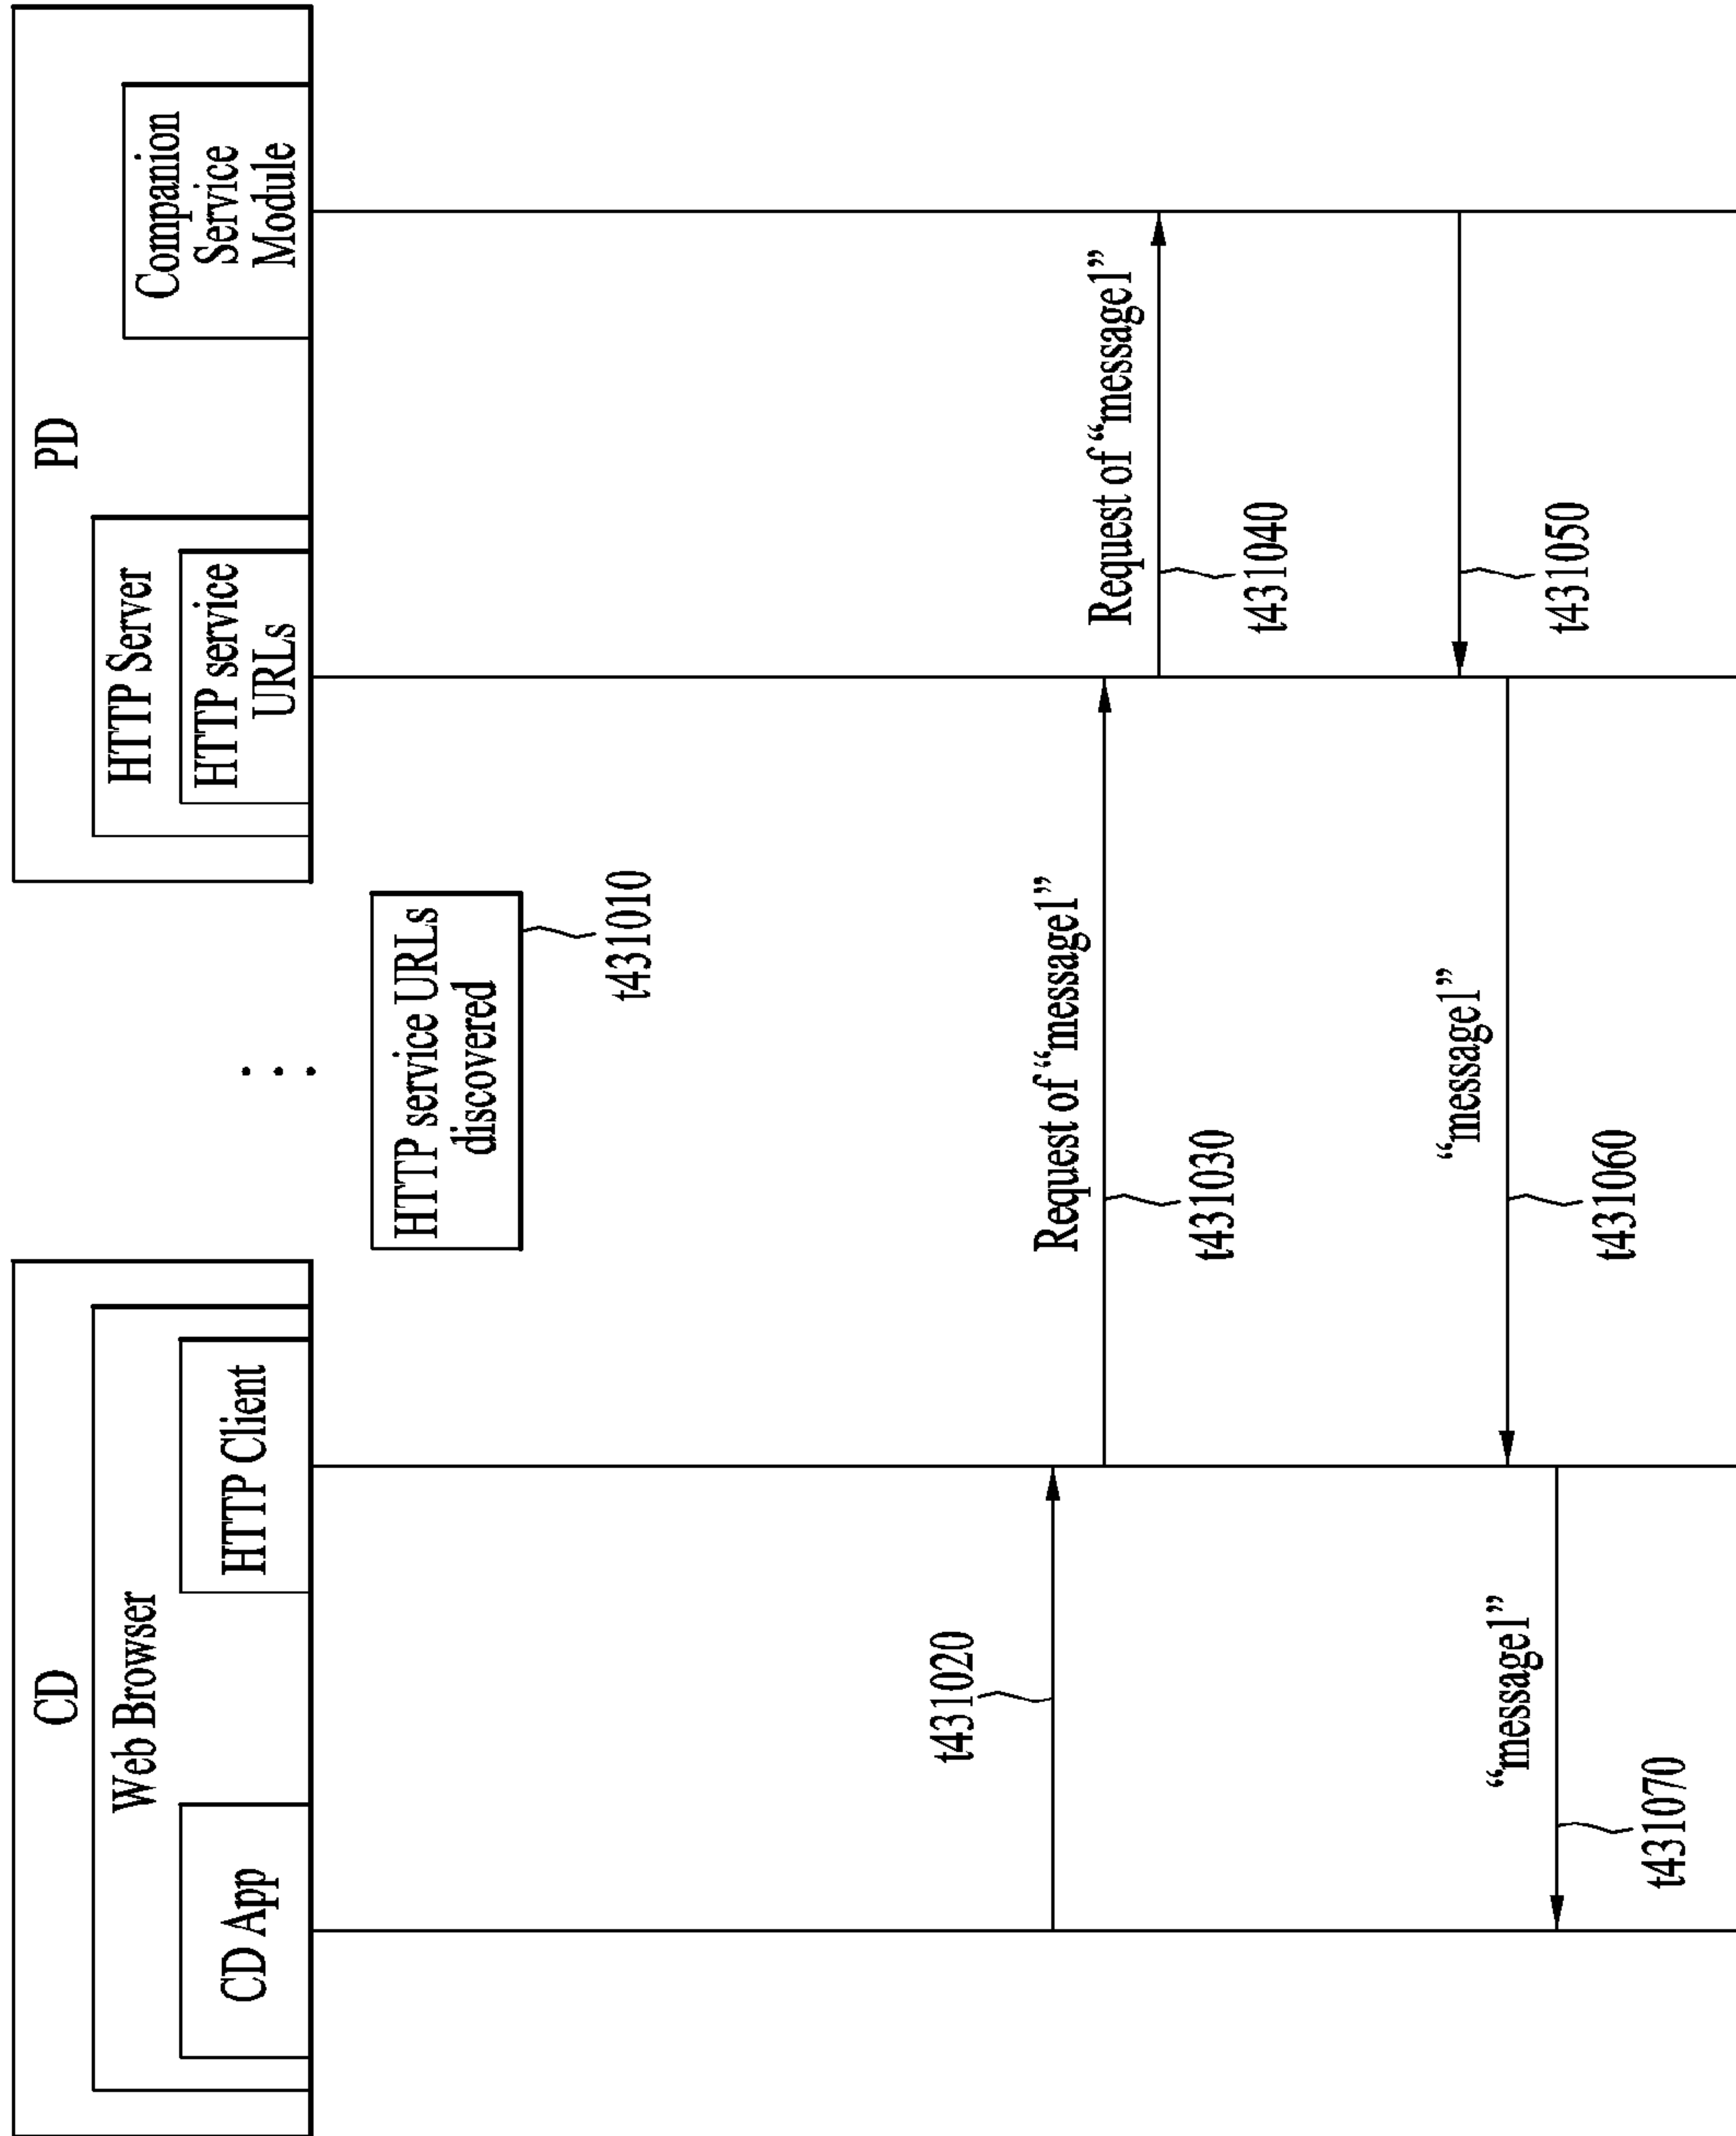 CD
PD
Web Browser
HTTP Server
CD App
HTTP Client
HTTP service
URLs
Companion
Service
Module
HTTP service URLs
discovered
t431010
t431020
Request of “message1”
t431030
Request of “message1”
t431040
t431050
“message1”
t431060
“message1”
t431070